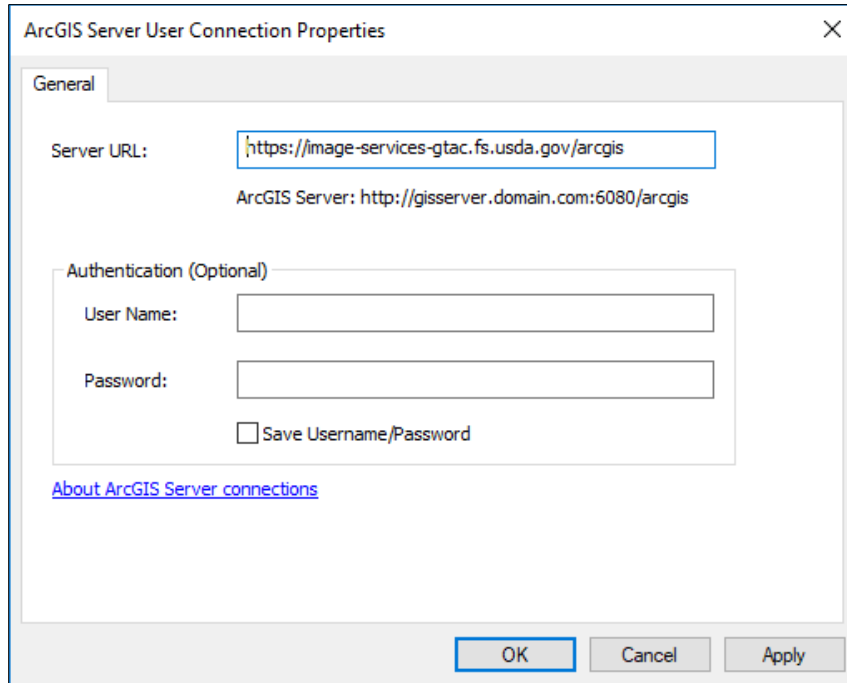 ArcGIS Server User Connection Properties
General
Server URL:
https://image-services-gtac.fs.usda.gov/arcgis
ArcGIS Server: http://gisserver.domain.com:6080/arcgis
Authentication (Optional)
User Name:
Password:
Save Username/Password
About ArcGIS Server connections
OK
Cancel
Apply